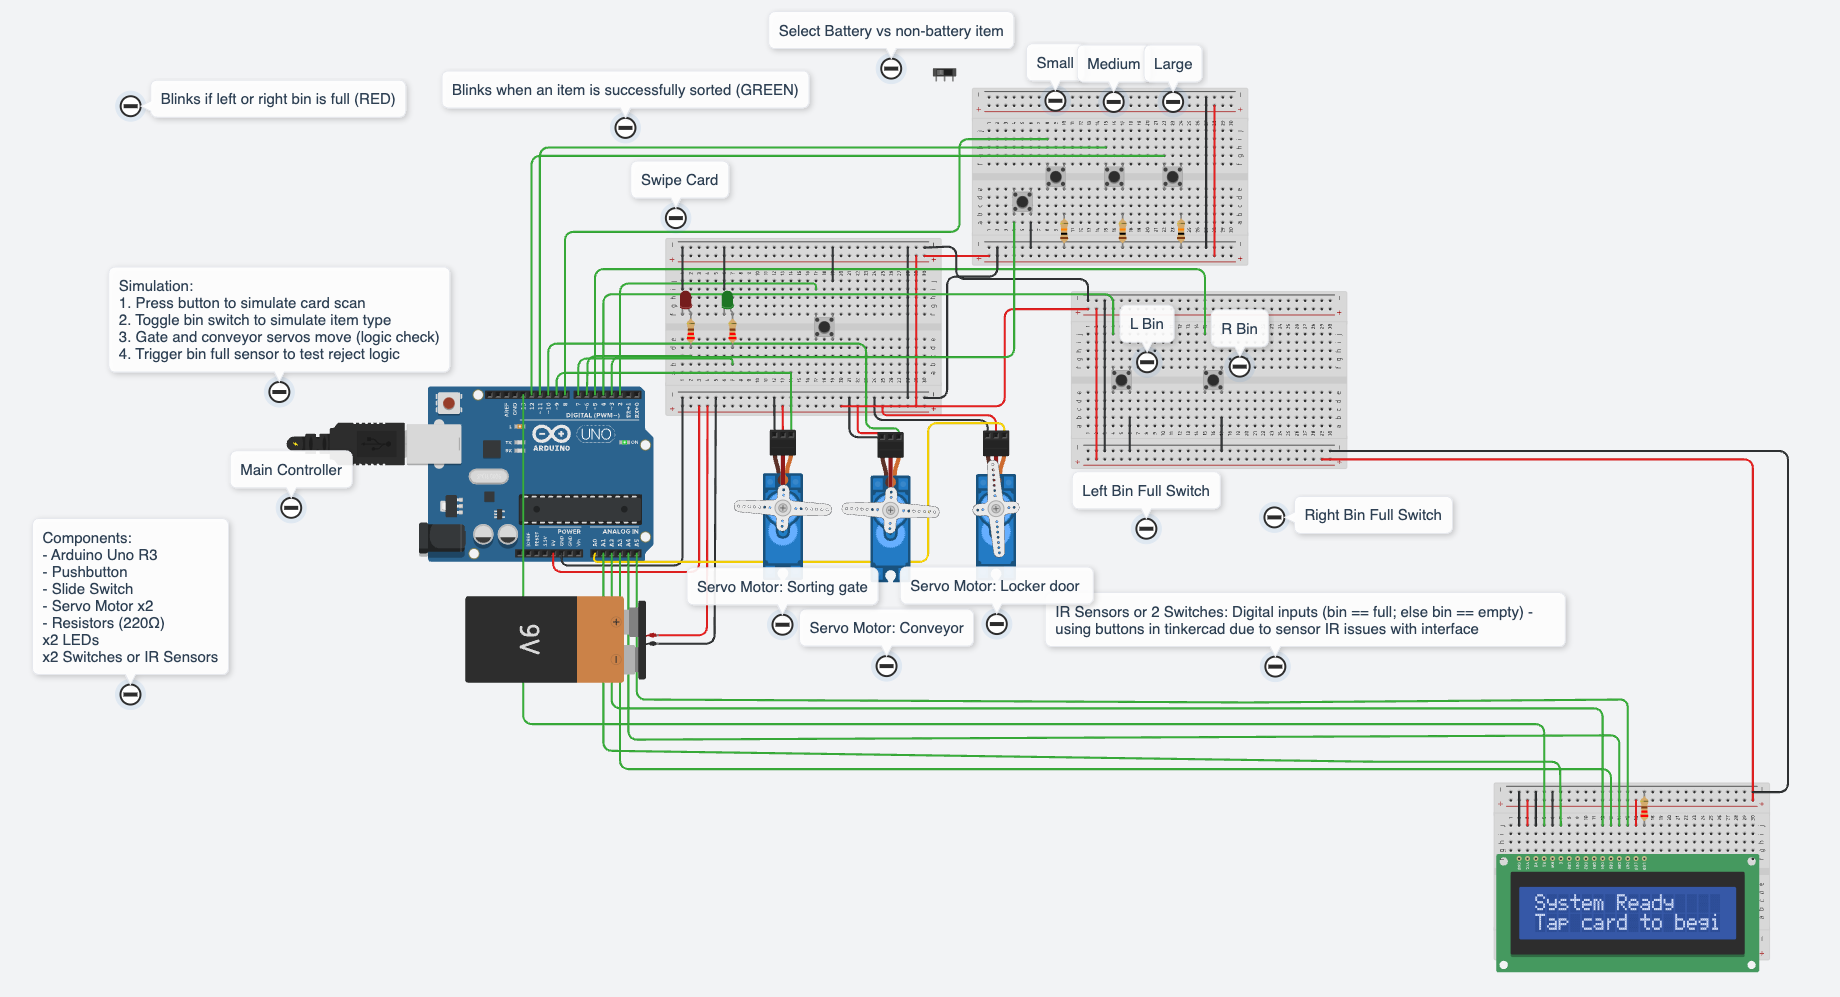 Select Battery vs non-battery item
Small
Medium
Large
Blinks if left or right bin is full (RED)
Blinks when an item is successfully sorted (GREEN)
Swipe Card
Simulation:
1. Press button to simulate card scan
2. Toggle bin switch to simulate item type
3. Gate and conveyor servos move (logic check)
4. Trigger bin full sensor to test reject logic
L Bin
R Bin
DIGITAL (PWM~)
UNO
ARDUINO
ON
Main Controller
POWER
ANALOG IN
Left Bin Full Switch
Right Bin Full Switch
Components:
- Arduino Uno R3
- Pushbutton
- Slide Switch
- Servo Motor x2
- Resistors (220Ω)
x2 LEDs
x2 Switches or IR Sensors
9V
Servo Motor: Sorting gate
Servo Motor: Locker door
Servo Motor: Conveyor
IR Sensors or 2 Switches: Digital inputs (bin == full; else bin == empty) -
using buttons in tinkercad due to sensor IR issues with interface
System Ready
Tap card to begi